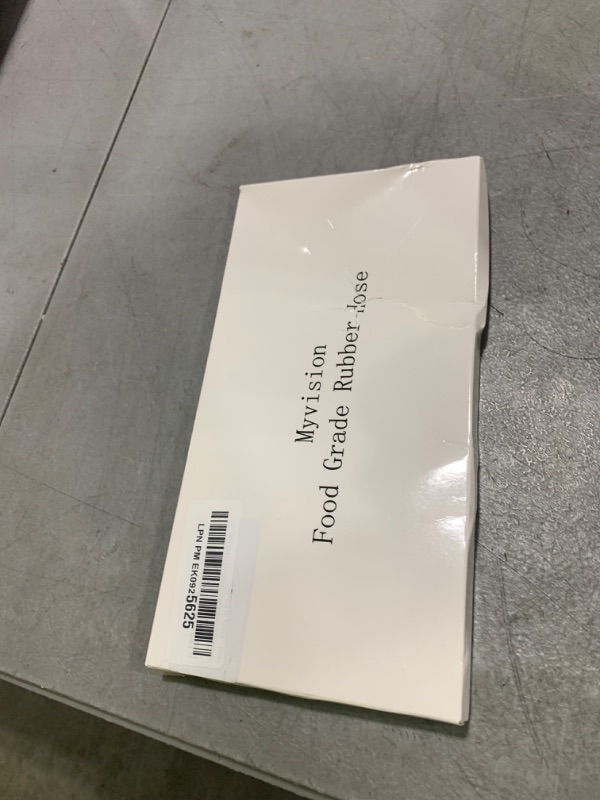 Myvision
Food Grade Rubber Hose
LPN PM EK0925625